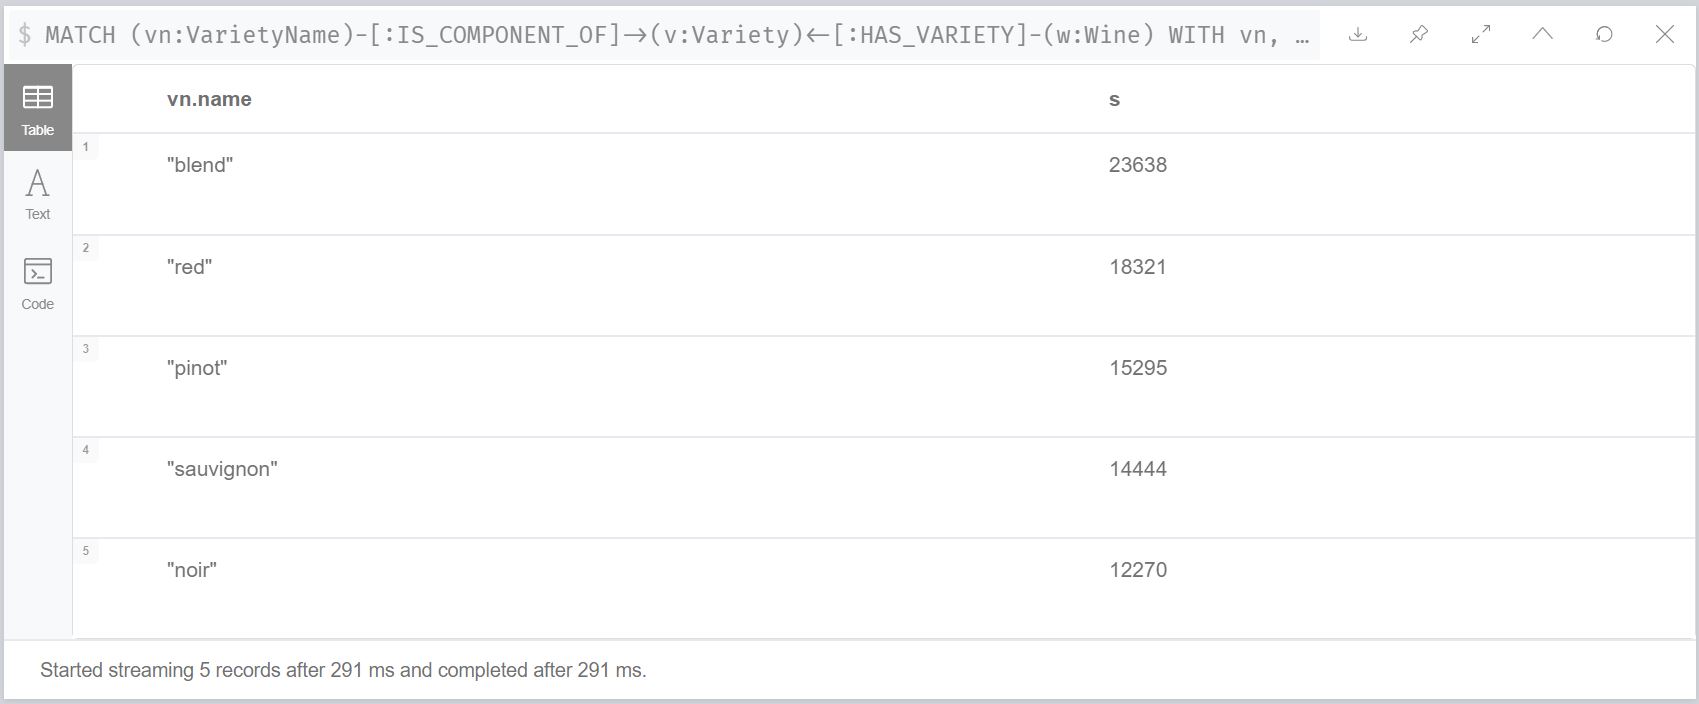 $ MATCH (vn:VarietyName)-[:IS_COMPONENT_OF]->(v:Variety)<-[:HAS_VARIETY]-(w:Wine) WITH vn, …
Table
Text
Code
vn.name s
1 "blend" 23638
2 "red" 18321
3 "pinot" 15295
4 "sauvignon" 14444
5 "noir" 12270
Started streaming 5 records after 291 ms and completed after 291 ms.